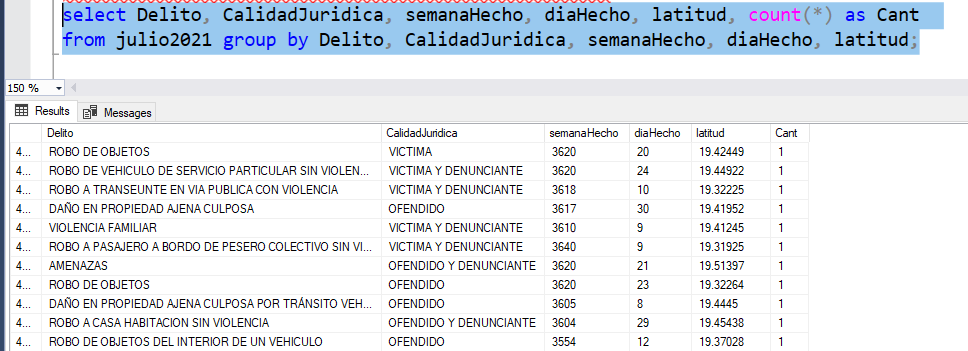 select Delito, CalidadJuridica, semanaHecho, diaHecho, latitud, count(*) as Cant
from julio2021 group by Delito, CalidadJuridica, semanaHecho, diaHecho, latitud;
150 %
Results Messages
Delito CalidadJuridica semanaHecho diaHecho latitud Cant
4... ROBO DE OBJETOS VICTIMA 3620 20 19.42449 1
4... ROBO DE VEHICULO DE SERVICIO PARTICULAR SIN VIOLEN... VICTIMA Y DENUNCIANTE 3620 24 19.44922 1
4... ROBO A TRANSEUNTE EN VIA PUBLICA CON VIOLENCIA VICTIMA Y DENUNCIANTE 3618 10 19.32225 1
4... DAÑO EN PROPIEDAD AJENA CULPOSA OFENDIDO 3617 30 19.41952 1
4... VIOLENCIA FAMILIAR VICTIMA Y DENUNCIANTE 3610 9 19.41245 1
4... ROBO A PASAJERO A BORDO DE PESERO COLECTIVO SIN VI... VICTIMA Y DENUNCIANTE 3640 9 19.31925 1
4... AMENAZAS OFENDIDO Y DENUNCIANTE 3620 21 19.51397 1
4... ROBO DE OBJETOS OFENDIDO 3620 23 19.32264 1
4... DAÑO EN PROPIEDAD AJENA CULPOSA POR TRÁNSITO VEH... OFENDIDO 3605 8 19.4445 1
4... ROBO A CASA HABITACION SIN VIOLENCIA OFENDIDO Y DENUNCIANTE 3604 29 19.45438 1
4... ROBO DE OBJETOS DEL INTERIOR DE UN VEHICULO OFENDIDO 3554 12 19.37028 1